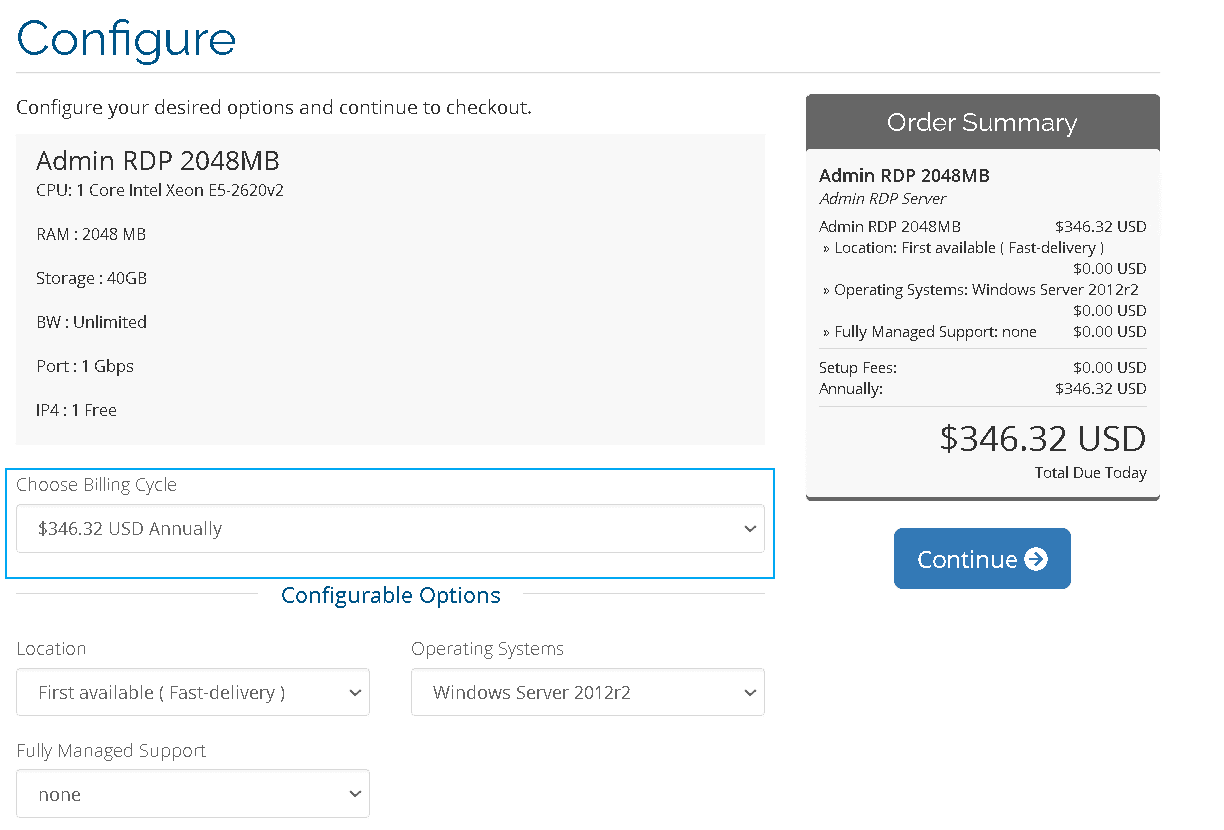 Configure
Configure your desired options and continue to checkout.
Admin RDP 2048MB
CPU: 1 Core Intel Xeon E5-2620v2
RAM : 2048 MB
Storage : 40GB
BW : Unlimited
Port : 1 Gbps
IP4 : 1 Free
Choose Billing Cycle
$346.32 USD Annually
Configurable Options
Location
First available ( Fast-delivery )
Operating Systems
Windows Server 2012r2
Fully Managed Support
none
Order Summary
Admin RDP 2048MB
Admin RDP Server
Admin RDP 2048MB $346.32 USD
» Location: First available ( Fast-delivery )
$0.00 USD
» Operating Systems: Windows Server 2012r2
$0.00 USD
» Fully Managed Support: none $0.00 USD
Setup Fees: $0.00 USD
Annually: $346.32 USD
$346.32 USD
Total Due Today
Continue